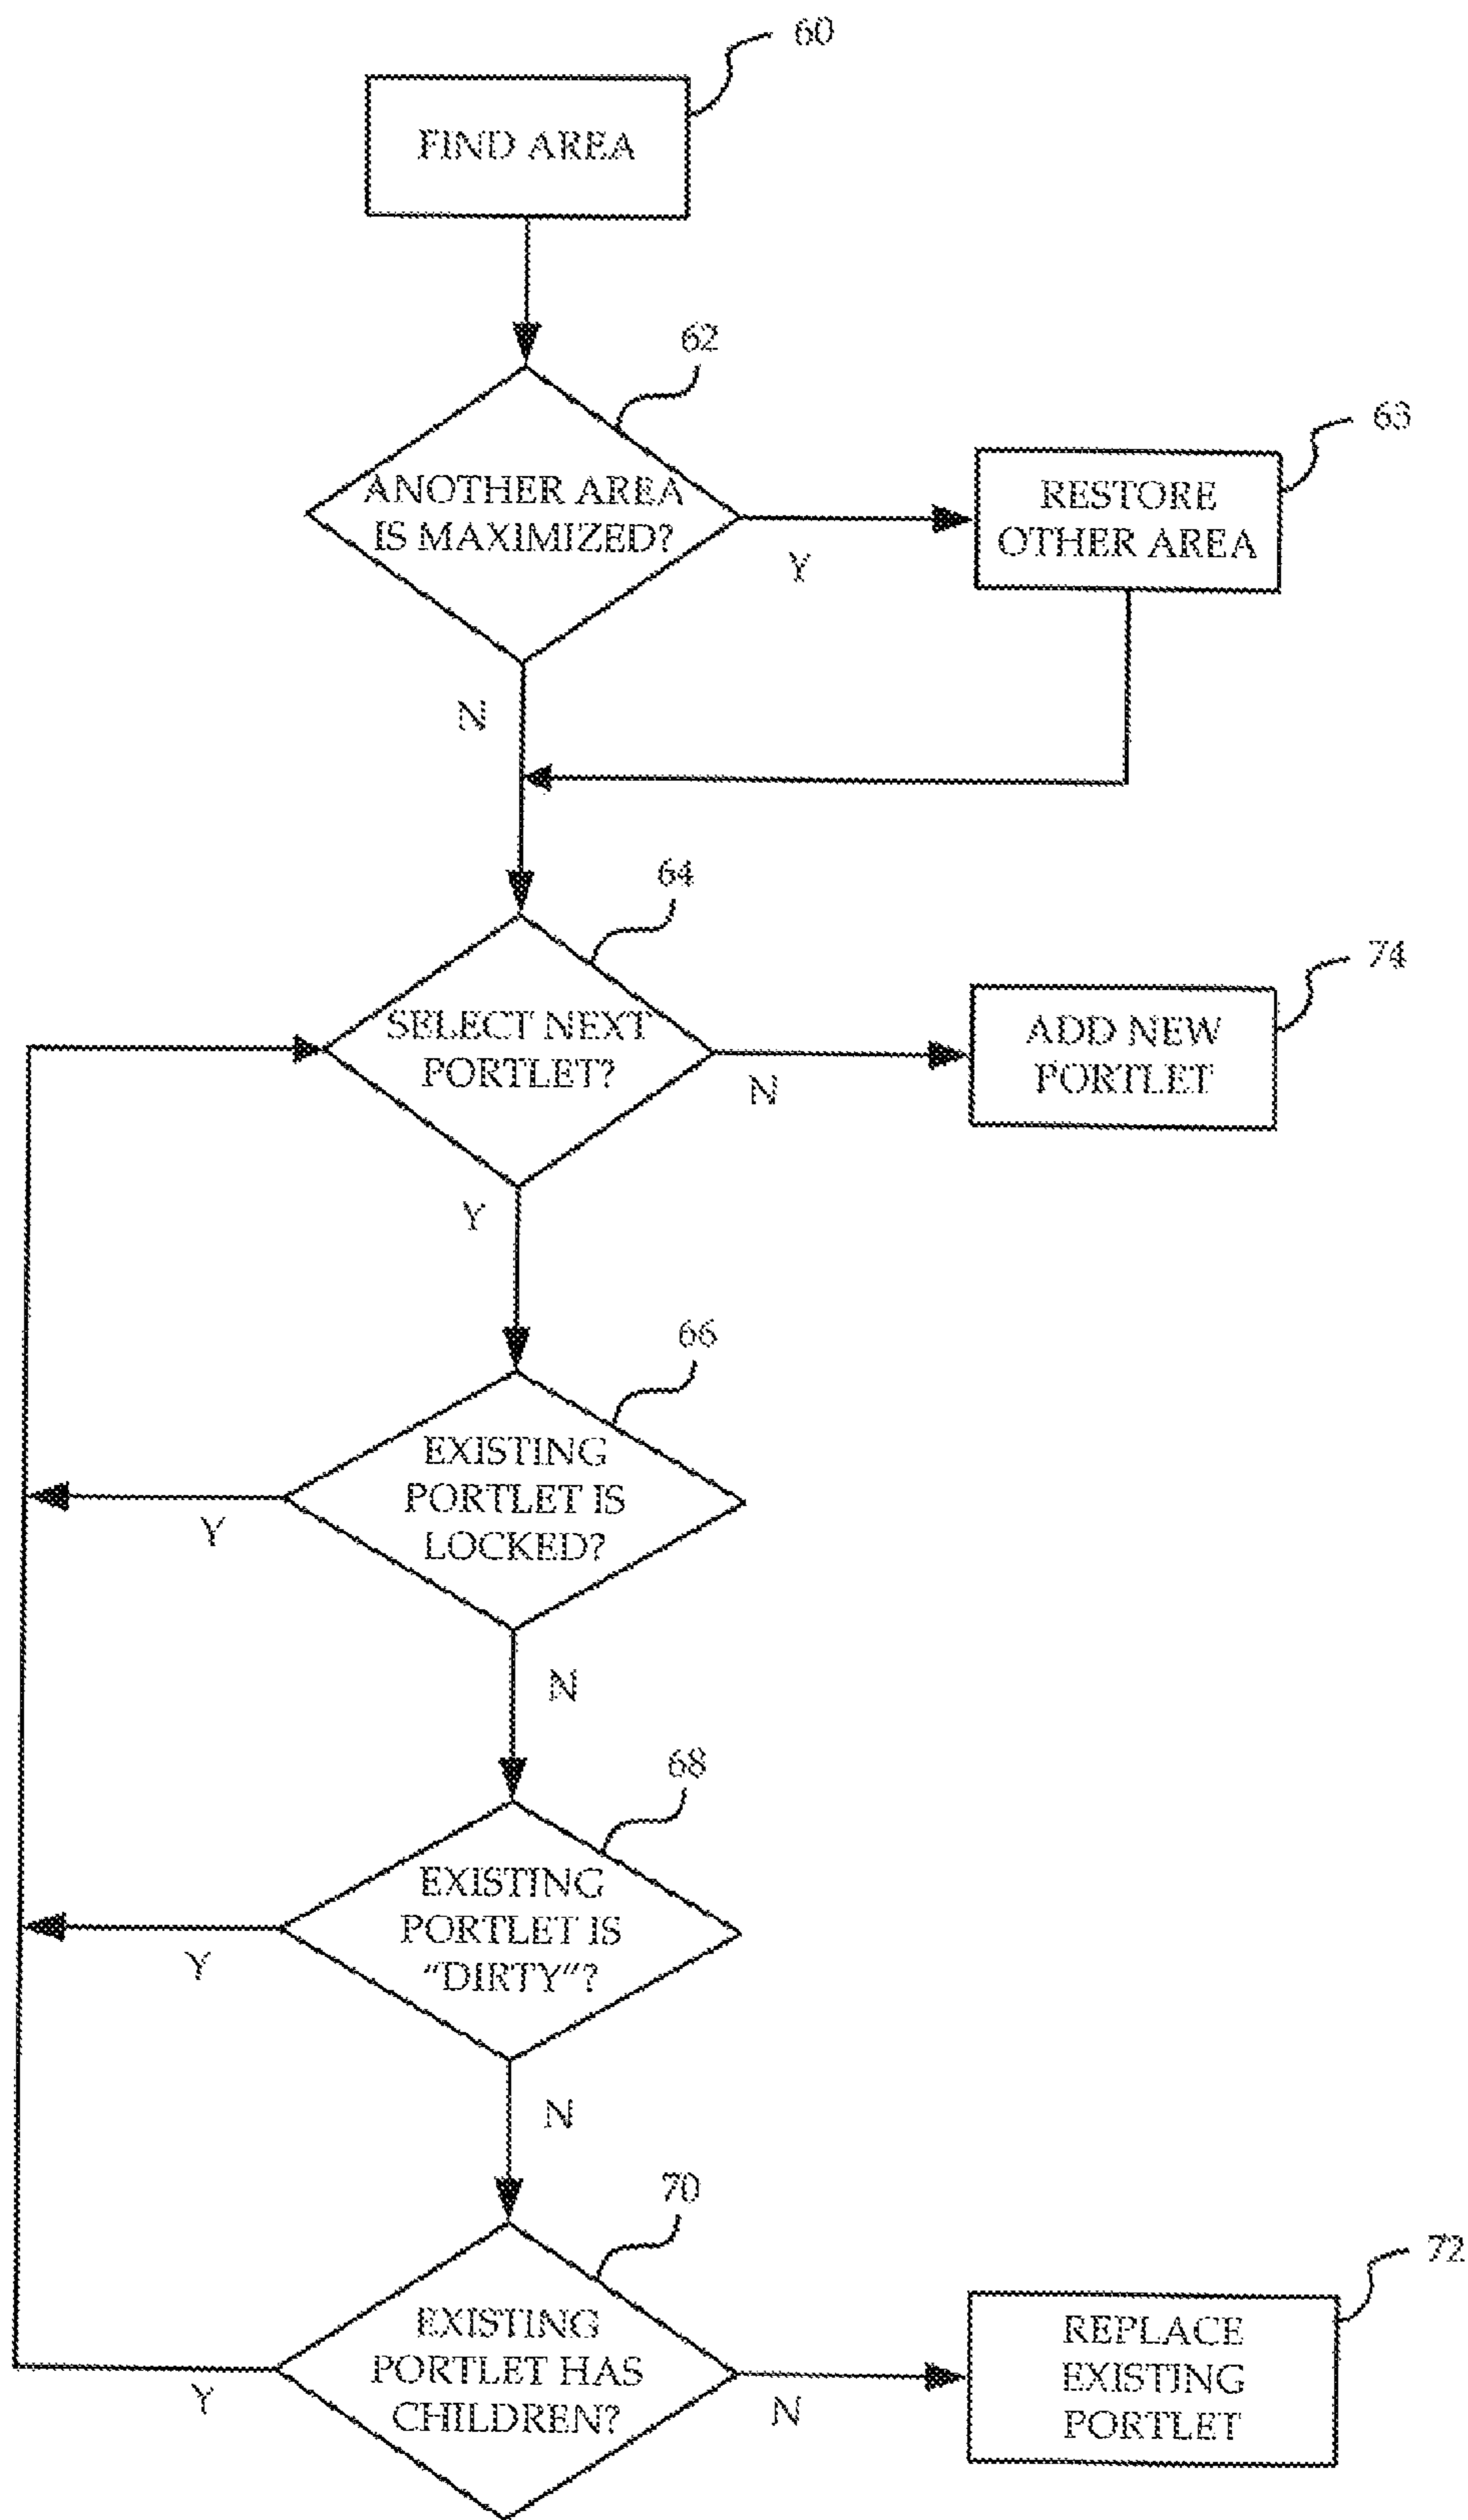 60
FIND AREA
62
ANOTHER AREA
IS MAXIMIZED?
Y
63
RESTORE
OTHER AREA
N
64
SELECT NEXT
PORTLET?
N
74
ADD NEW
PORTLET
Y
66
EXISTING
PORTLET IS
LOCKED?
Y
N
68
EXISTING
PORTLET IS
"DIRTY"?
Y
N
70
EXISTING
PORTLET HAS
CHILDREN?
Y
N
72
REPLACE
EXISTING
PORTLET